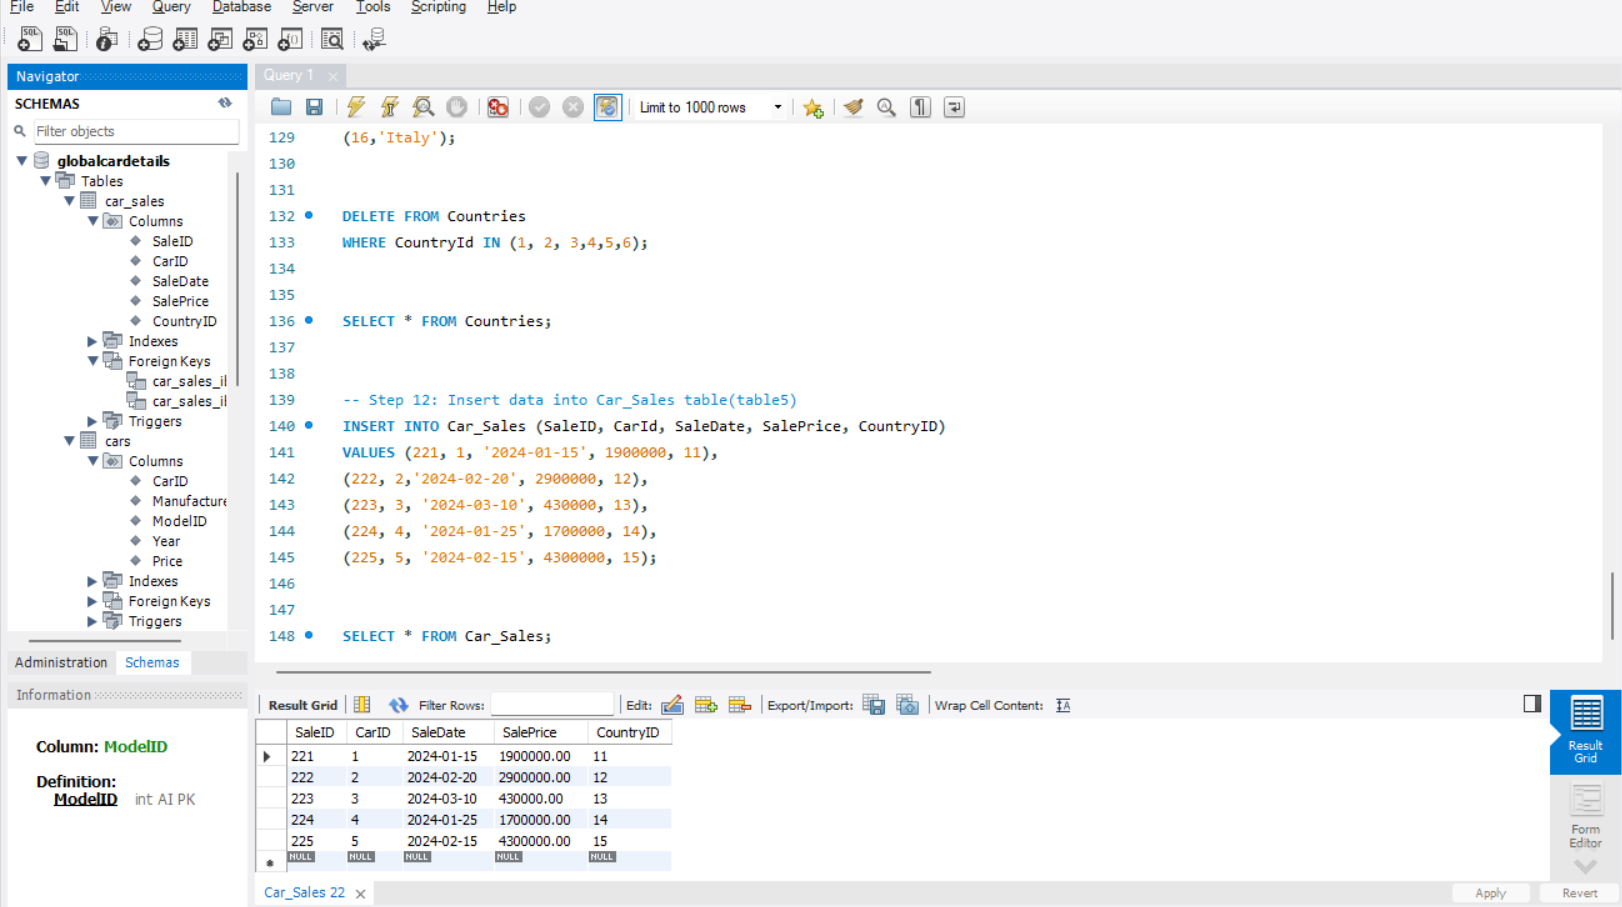 File Edit View Query Database Server Tools Scripting Help
Navigator
SCHEMAS
Filter objects
globalcardetails
Tables
car_sales
Columns
SaleID
CarID
SaleDate
SalePrice
CountryID
Indexes
Foreign Keys
car_sales_il
car_sales_il
Triggers
cars
Columns
CarID
Manufacture
ModelID
Year
Price
Indexes
Foreign Keys
Triggers
Administration Schemas
Information
Column: ModelID
Definition:
ModelID int AI PK
Query 1
Limit to 1000 rows
129 (16,'Italy');
130
131
132 DELETE FROM Countries
133 WHERE CountryId IN (1, 2, 3,4,5,6);
134
135
136 SELECT * FROM Countries;
137
138
139 -- Step 12: Insert data into Car_Sales table(table5)
140 INSERT INTO Car_Sales (SaleID, CarId, SaleDate, SalePrice, CountryID)
141 VALUES (221, 1, '2024-01-15', 1900000, 11),
142 (222, 2,'2024-02-20', 2900000, 12),
143 (223, 3, '2024-03-10', 430000, 13),
144 (224, 4, '2024-01-25', 1700000, 14),
145 (225, 5, '2024-02-15', 4300000, 15);
146
147
148 SELECT * FROM Car_Sales;
Result Grid Filter Rows: Edit: Export/Import: Wrap Cell Content:
SaleID CarID SaleDate SalePrice CountryID
221 1 2024-01-15 1900000.00 11
222 2 2024-02-20 2900000.00 12
223 3 2024-03-10 430000.00 13
224 4 2024-01-25 1700000.00 14
225 5 2024-02-15 4300000.00 15
NULL NULL NULL NULL NULL
Result
Grid
Form
Editor
Car_Sales 22
Apply Revert